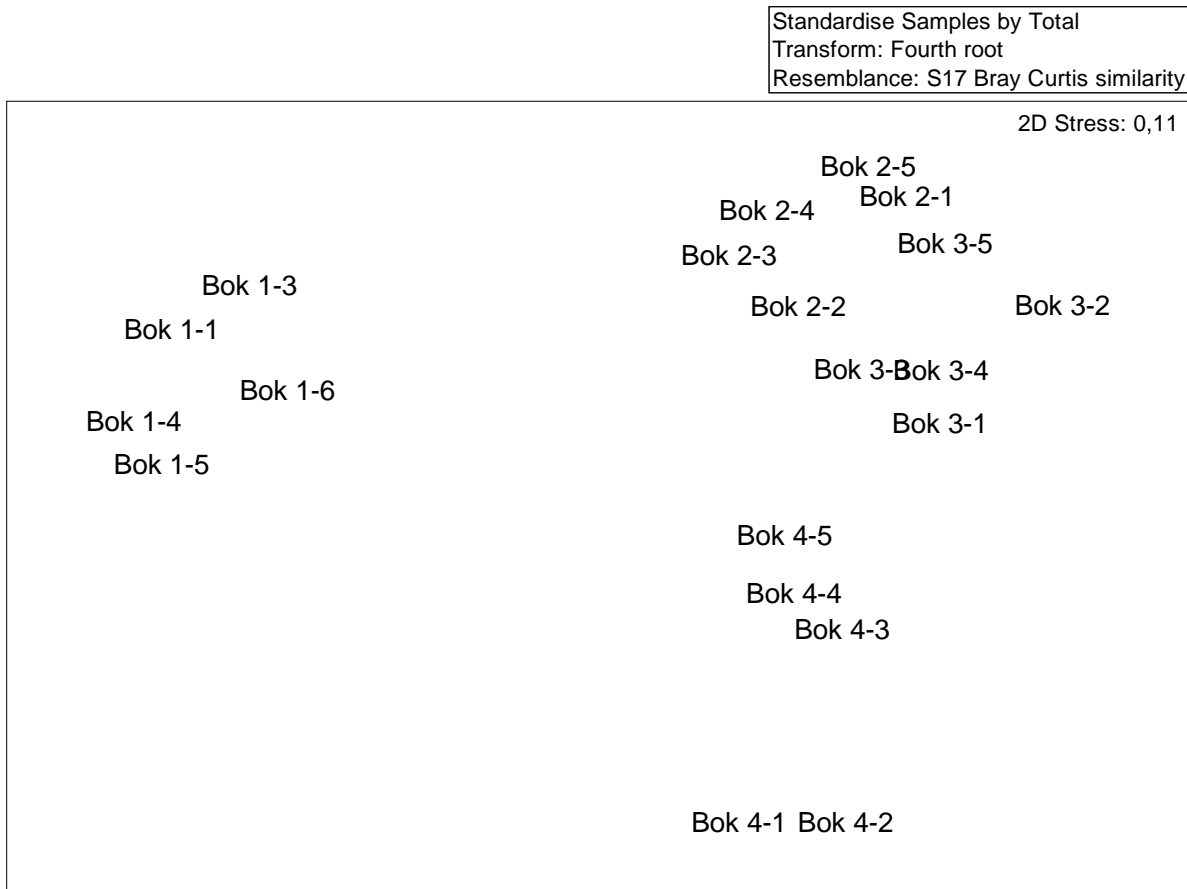 Standardise Samples by Total
Transform: Fourth root
Resemblance: S17 Bray Curtis similarity
2D Stress: 0,11
Bok 2-5
Bok 2-1
Bok 2-4
Bok 3-5
Bok 2-3
Bok 1-3
Bok 2-2
Bok 3-2
Bok 1-1
Bok 3-3
Bok 3-4
Bok 1-6
Bok 1-4
Bok 3-1
Bok 1-5
Bok 4-5
Bok 4-4
Bok 4-3
Bok 4-1
Bok 4-2